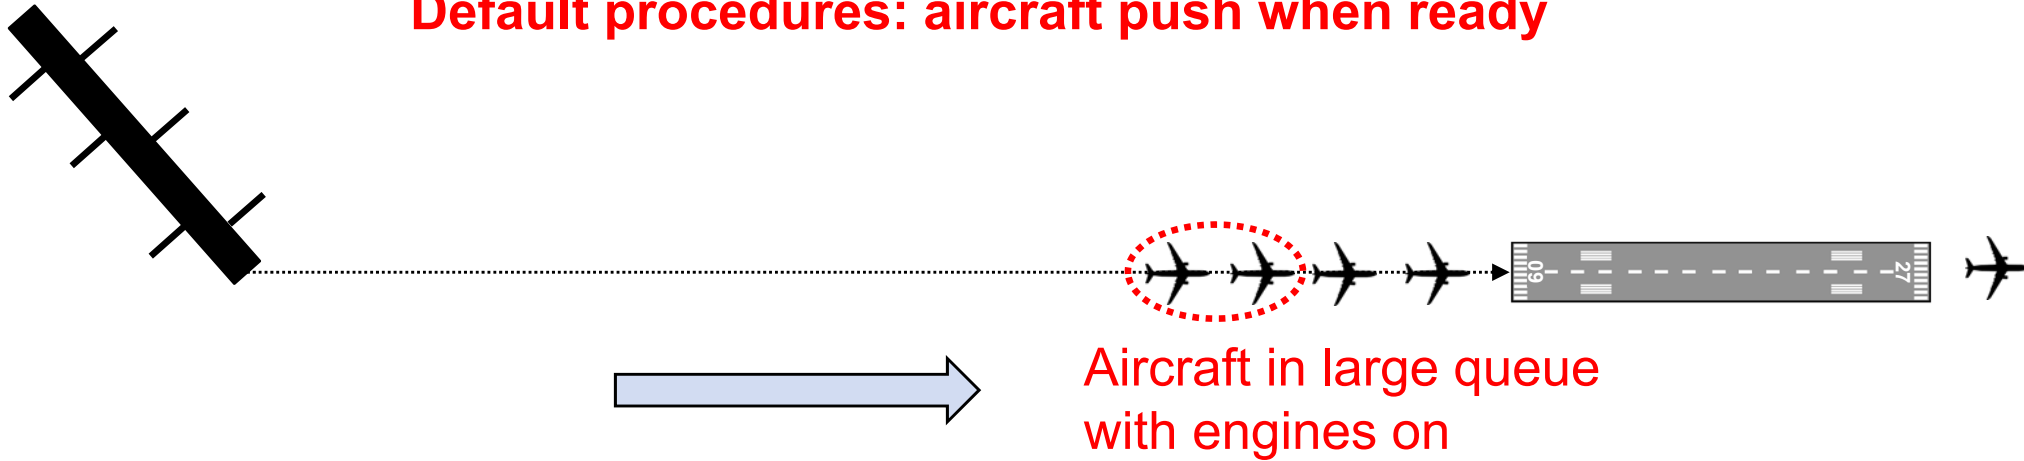 Default procedures: aircraft push when ready
09 27
Aircraft in large queue
with engines on